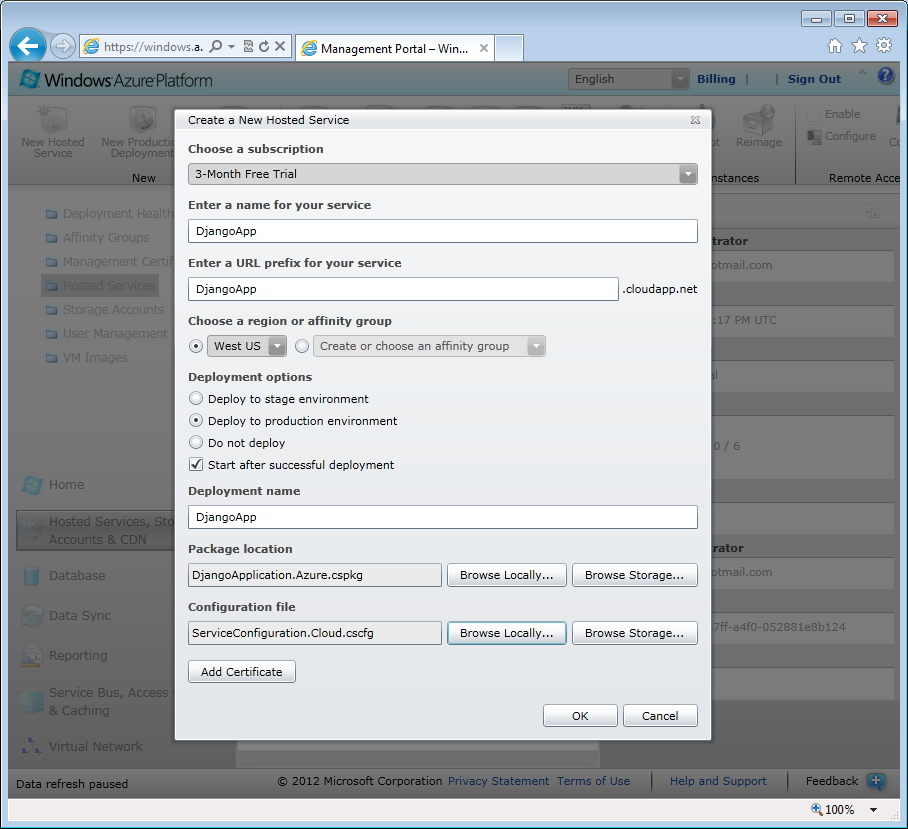 https://windows.a.
Management Portal – Win...
Windows Azure Platform
English
Billing
Sign Out
New Hosted
Service
New Producti
Deployment
New
Reimage
Enable
Configure
nstances
Remote Acce
Create a New Hosted Service
Choose a subscription
3-Month Free Trial
Enter a name for your service
DjangoApp
Enter a URL prefix for your service
DjangoApp
.cloudapp.net
Choose a region or affinity group
West US
Create or choose an affinity group
Deployment options
Deploy to stage environment
Deploy to production environment
Do not deploy
Start after successful deployment
Deployment name
DjangoApp
Package location
DjangoApplication.Azure.cspkg
Browse Locally...
Browse Storage...
Configuration file
ServiceConfiguration.Cloud.cscfg
Browse Locally...
Browse Storage...
Add Certificate
OK
Cancel
Deployment Health
Affinity Groups
Management Certif
Hosted Services
Storage Accounts
User Management
VM Images
Home
Hosted Services, Sto
Accounts & CDN
Database
Data Sync
Reporting
Service Bus, Access
& Caching
Virtual Network
trator
otmail.com
:17 PM UTC
al
0 / 6
rator
otmail.com
7ff-a4f0-052881e8b124
Data refresh paused
© 2012 Microsoft Corporation
Privacy Statement
Terms of Use
Help and Support
Feedback
100%